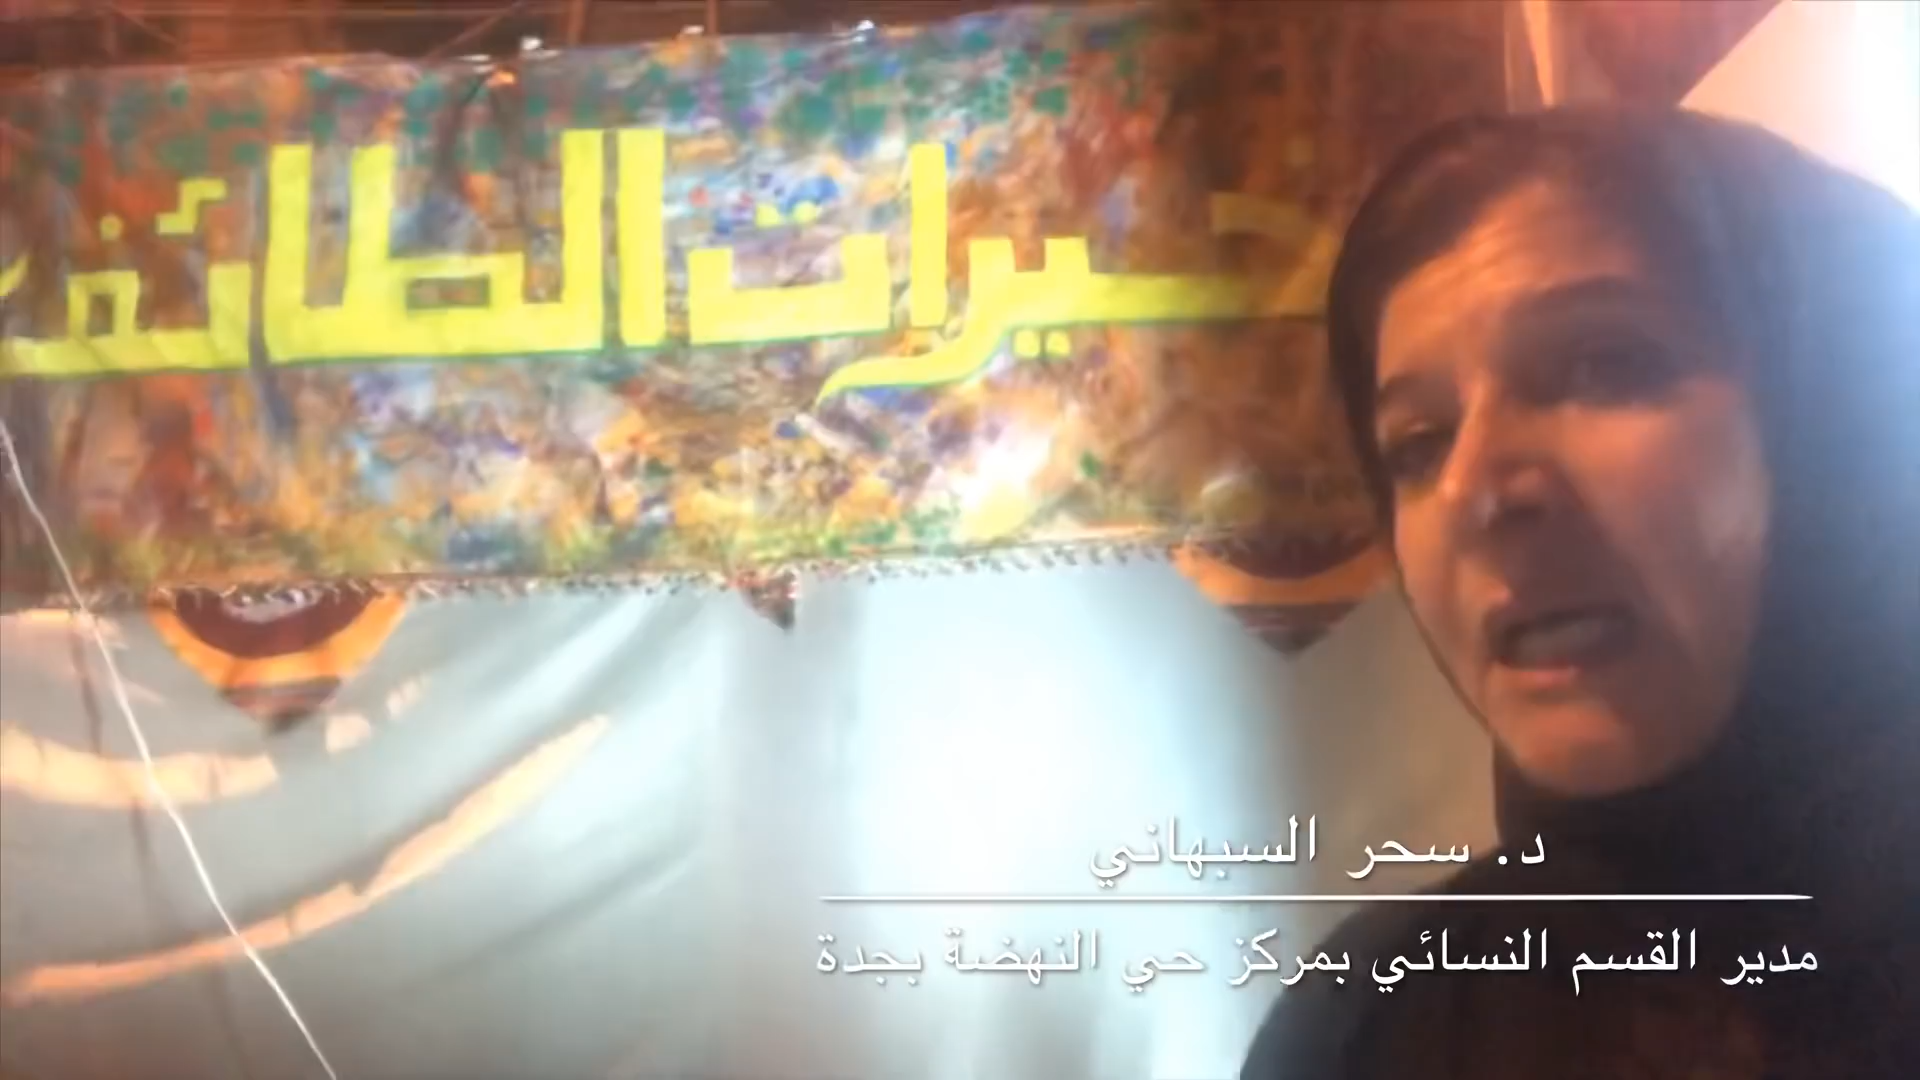 خيرات الطائف
د. سحر السبهاني
مدير القسم النسائي بمركز حي النهضة بجدة